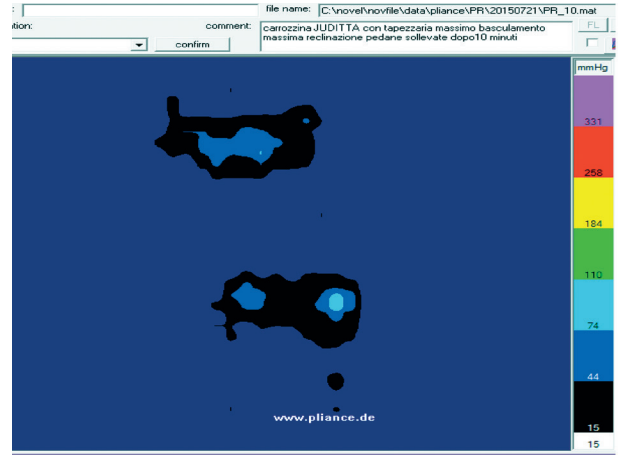 file name: C:\novel\novfile\data\pliance\PR\20150721\PR_10.mat
comment:
carrozzina JUDITTA con tapezzaria massimo basculamento
massima reclinazione pedane sollevate dopo10 minuti
FL
confirm
mmHg
331
258
184
110
74
44
15
15
www.pliance.de